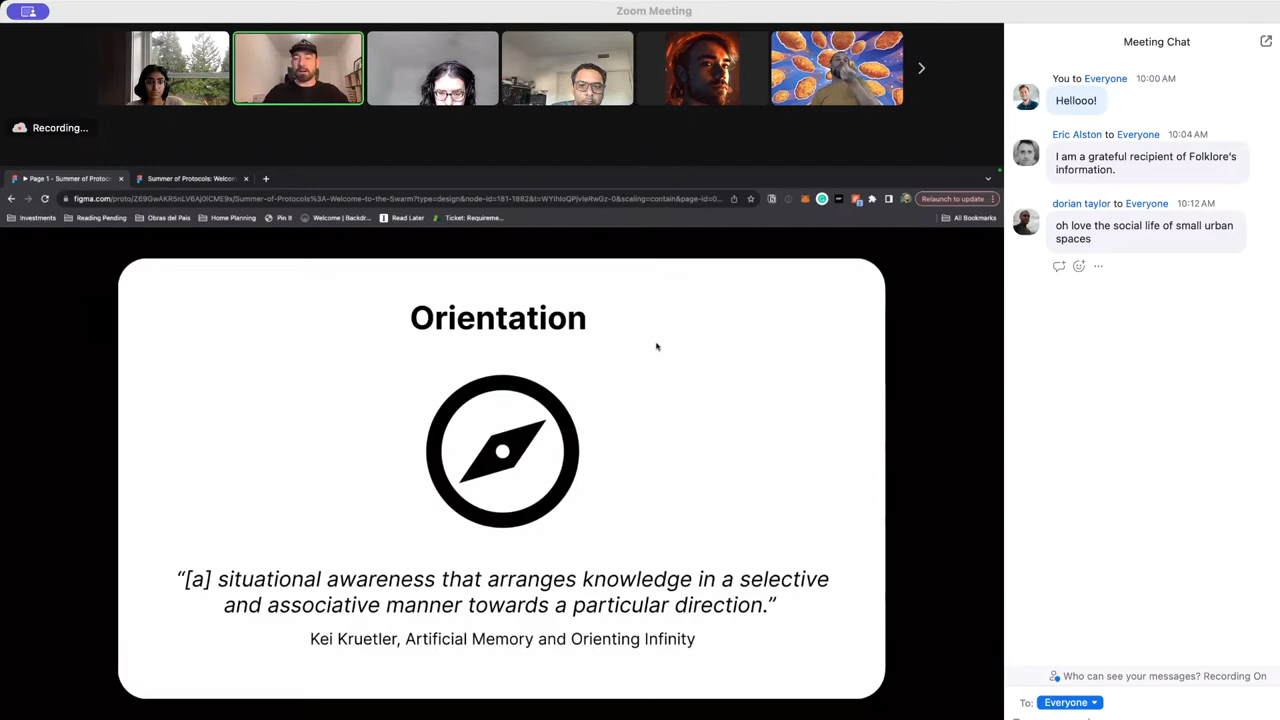 Zoom Meeting
Recording...
Page 1 - Summer of Protoc
Summer of Protocols: Welcom
Relaunch to update
Investments
Reading Pending
Obras del Pais
Home Planning
Pin It
Welcome | Backdr...
Read Later
Ticket: Requireme...
All Bookmarks
Orientation
“[a] situational awareness that arranges knowledge in a selective
and associative manner towards a particular direction.”
Kei Kruetler, Artificial Memory and Orienting Infinity
Meeting Chat
You to Everyone 10:00 AM
Hellooo!
Eric Alston to Everyone 10:04 AM
I am a grateful recipient of Folklore's
information.
dorian taylor to Everyone 10:12 AM
oh love the social life of small urban
spaces
Who can see your messages? Recording On
To: Everyone